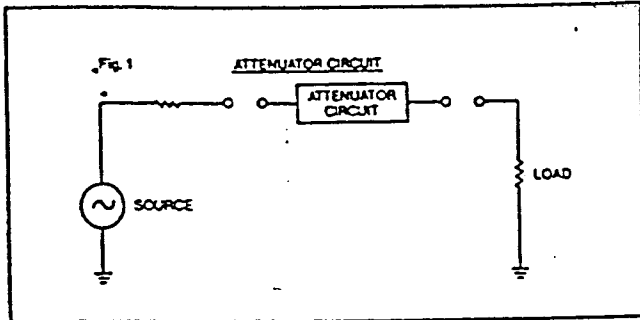 Fig. 1
ATTENUATOR CIRCUIT
ATTENUATOR
CIRCUIT
SOURCE
LOAD